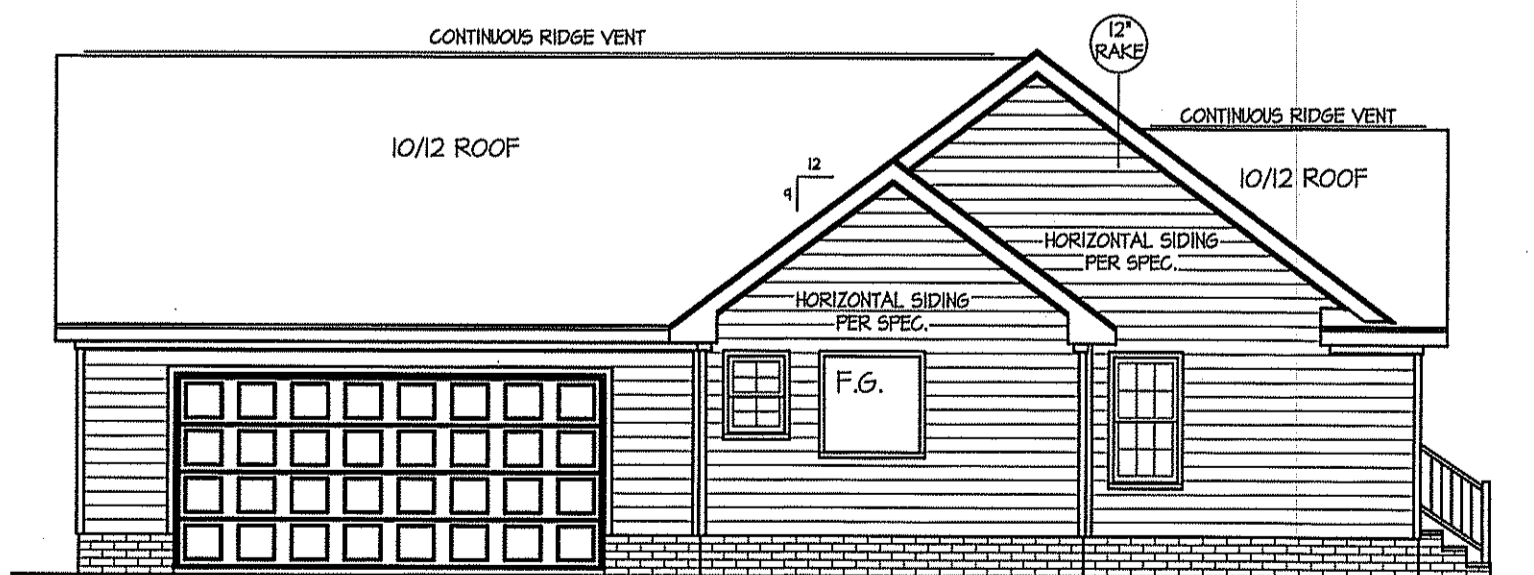 CONTINUOUS RIDGE VENT
12"
RAKE
CONTINUOUS RIDGE VENT
10/12 ROOF
12
9
10/12 ROOF
HORIZONTAL SIDING
PER SPEC.
HORIZONTAL SIDING
PER SPEC.
F.G.